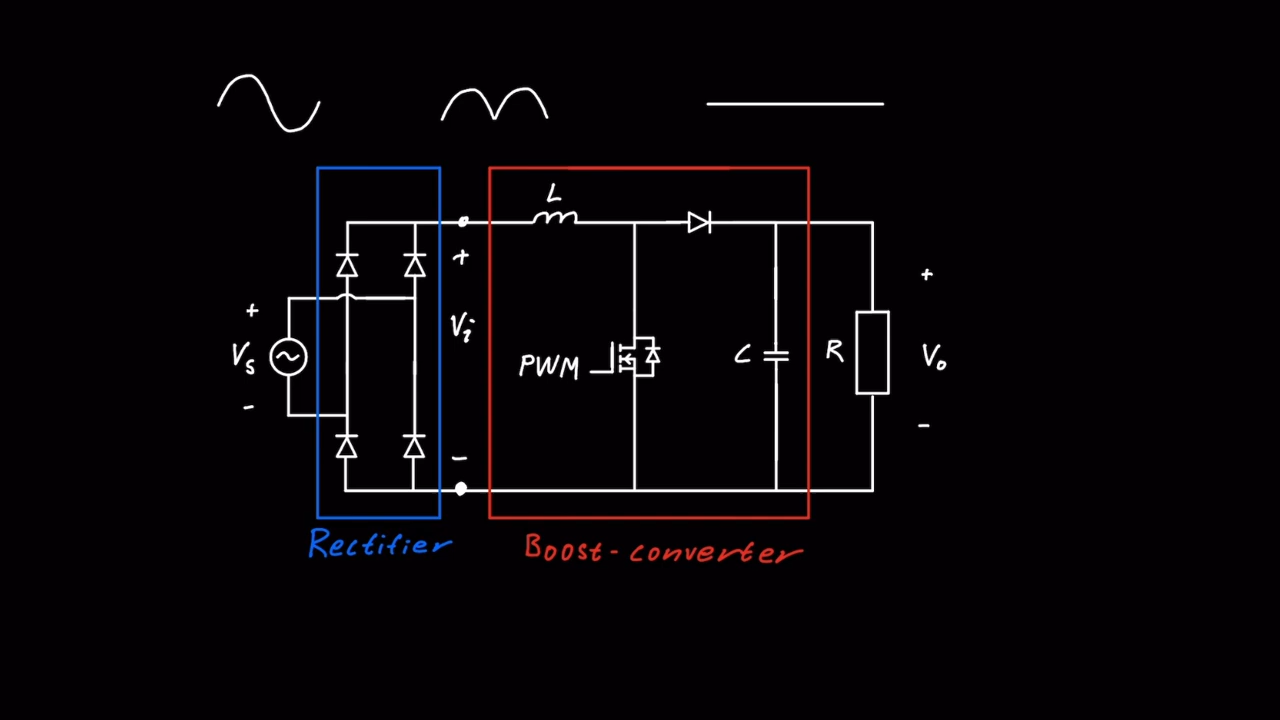 L
+
+
+
Vi
Vs
PWM
C
R
Vo
-
-
-
Rectifier
Boost-converter